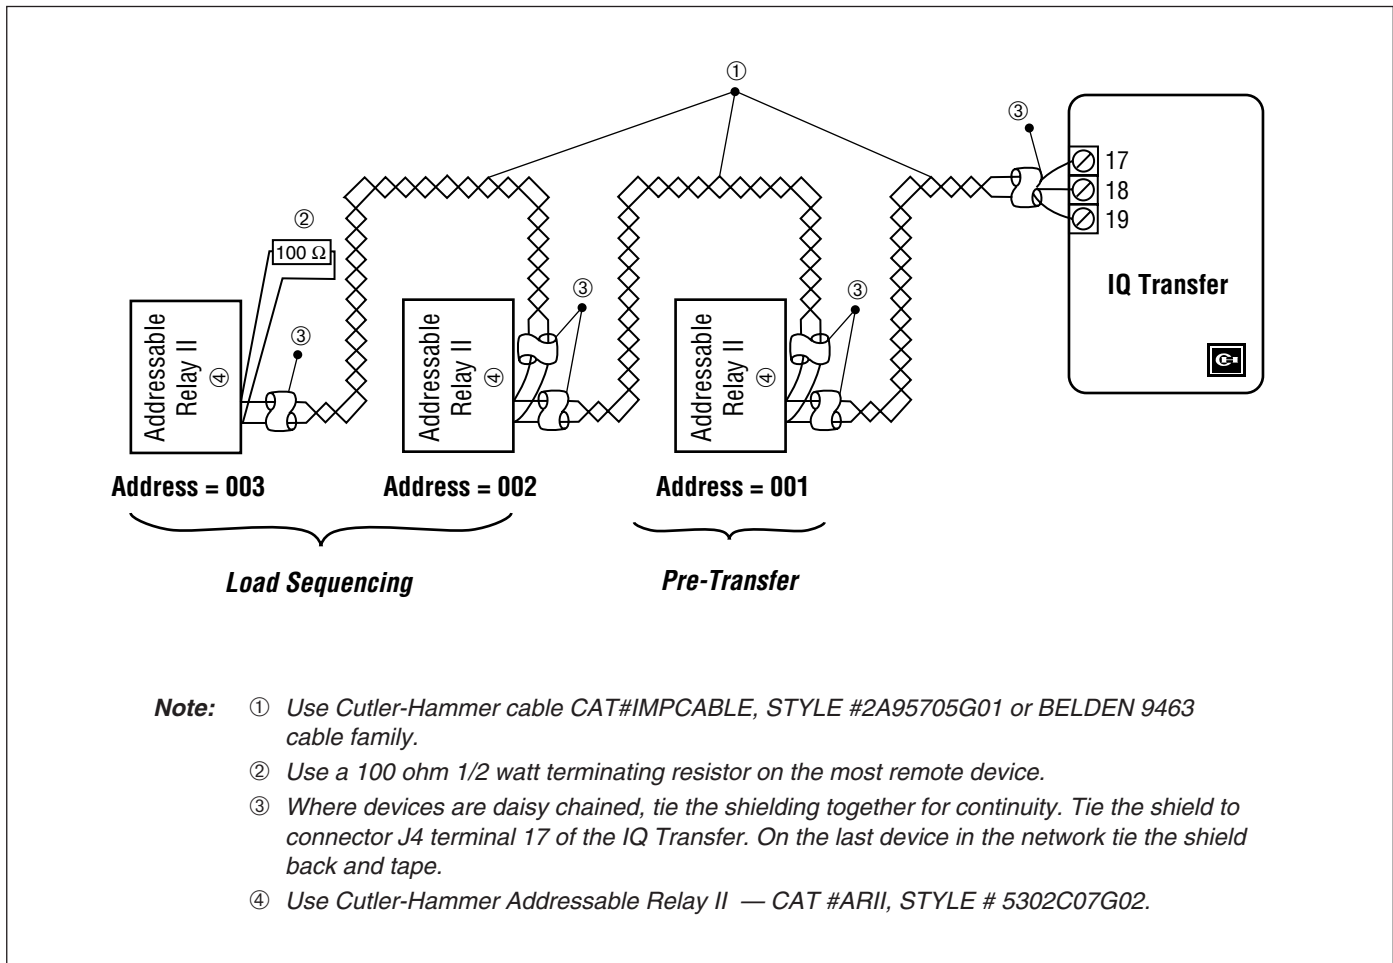 ①
③
17
18
19
IQ Transfer
②
100 Ω
③
③
③
Addressable
Relay II ④
Addressable
Relay II ④
Addressable
Relay II ④
Address = 003
Address = 002
Address = 001
Load Sequencing
Pre-Transfer
Note: ① Use Cutler-Hammer cable CAT#IMPCABLE, STYLE #2A95705G01 or BELDEN 9463
cable family.
② Use a 100 ohm 1/2 watt terminating resistor on the most remote device.
③ Where devices are daisy chained, tie the shielding together for continuity. Tie the shield to
connector J4 terminal 17 of the IQ Transfer. On the last device in the network tie the shield
back and tape.
④ Use Cutler-Hammer Addressable Relay II — CAT #ARII, STYLE # 5302C07G02.